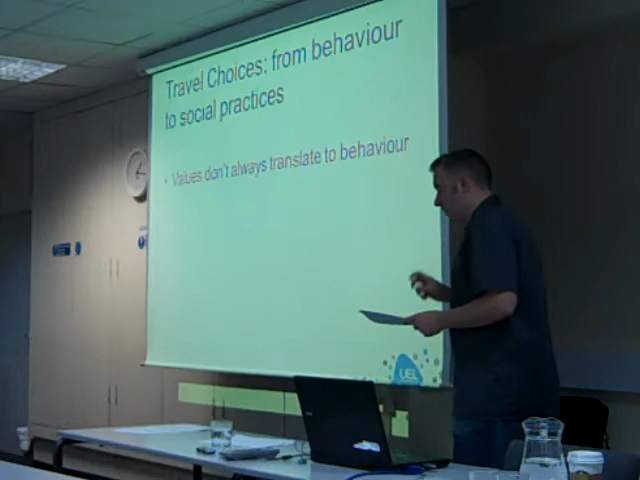 Travel Choices: from behaviour
to social practices
• Values don't always translate to behaviour
UEL